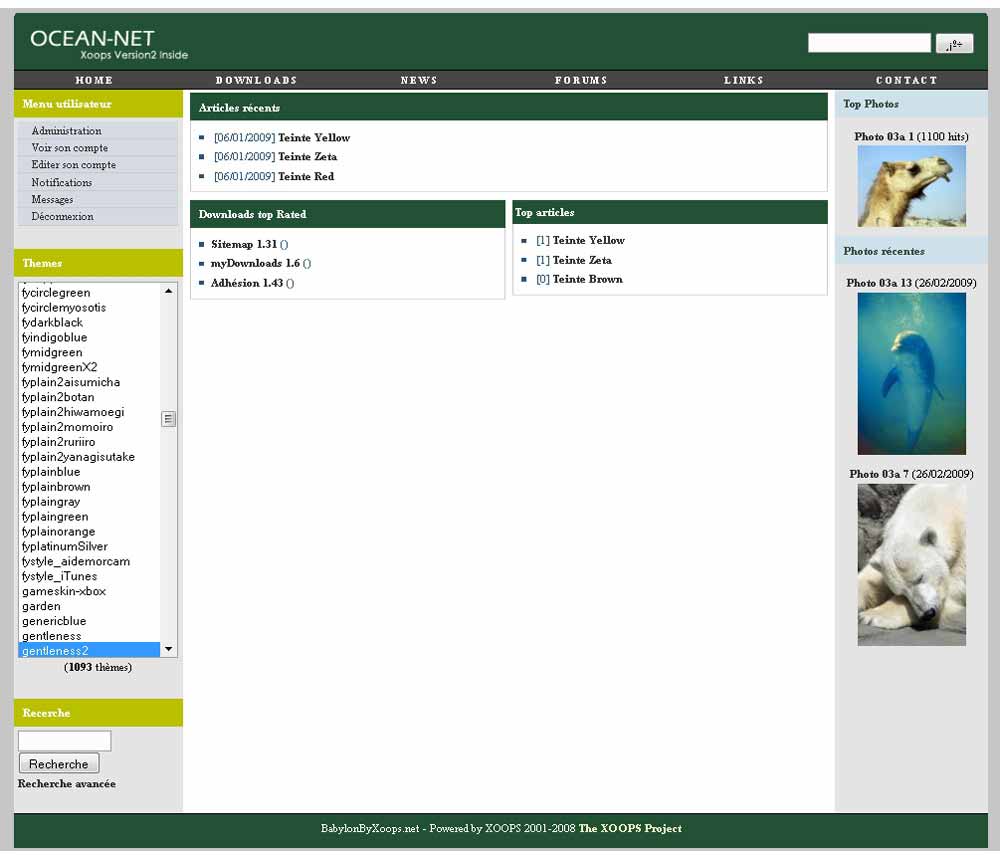 OCEAN-NET
Xoops Version2 Inside
HOME DOWNLOADS NEWS FORUMS LINKS CONTACT
Menu utilisateur
Administration
Voir son compte
Editer son compte
Notifications
Messages
Déconnexion
Themes
fycirclegreen
fycirclemyosotis
fydarkblack
fyindigoblue
fymidgreen
fymidgreenX2
fyplain2aisumicha
fyplain2botan
fyplain2hiwamoegi
fyplain2momoiro
fyplain2ruriiro
fyplain2yanagisutake
fyplainblue
fyplainbrown
fyplaingray
fyplaingreen
fyplainorange
fyplatinumSilver
fystyle_aidemorcam
fystyle_iTunes
gameskin-xbox
garden
genericblue
gentleness
gentleness2
(1093 thèmes)
Recerche
Recherche
Recherche avancée
Articles récents
[06/01/2009] Teinte Yellow
[06/01/2009] Teinte Zeta
[06/01/2009] Teinte Red
Downloads top Rated
Sitemap 1.31 ()
myDownloads 1.6 ()
Adhésion 1.43 ()
Top articles
[1] Teinte Yellow
[1] Teinte Zeta
[0] Teinte Brown
Top Photos
Photo 03a 1 (1100 hits)
Photos récentes
Photo 03a 13 (26/02/2009)
Photo 03a 7 (26/02/2009)
BabylonByXoops.net - Powered by XOOPS 2001-2008 The XOOPS Project